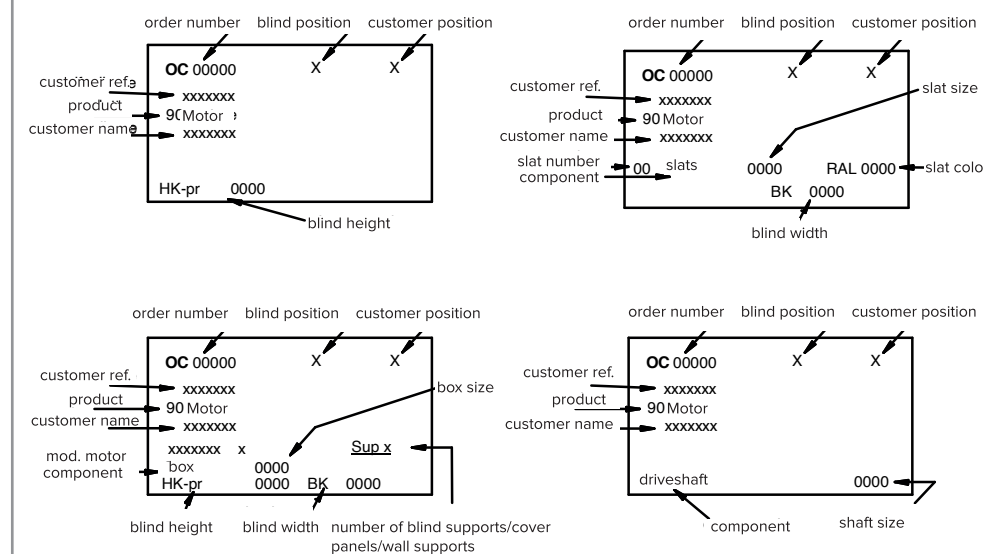 order number blind position customer position
OC 00000 X X
customer ref.
xxxxxxx
product
90 Motor
customer name
xxxxxxx
HK-pr 0000
blind height
order number blind position customer position
OC 00000 X X
customer ref.
xxxxxxx
slat size
product
90 Motor
customer name
xxxxxxx
slat number
component
00 slats 0000 RAL 0000
slat colo
BK 0000
blind width
order number blind position customer position
OC 00000 X X
customer ref.
xxxxxxx
box size
product
90 Motor
customer name
xxxxxxx
xxxxxxx x Sup x
mod. motor
component
box 0000
HK-pr 0000 BK 0000
blind height blind width number of blind supports/cover
panels/wall supports
order number blind position customer position
OC 00000 X X
customer ref.
xxxxxxx
product
90 Motor
customer name
xxxxxxx
driveshaft 0000
component
shaft size